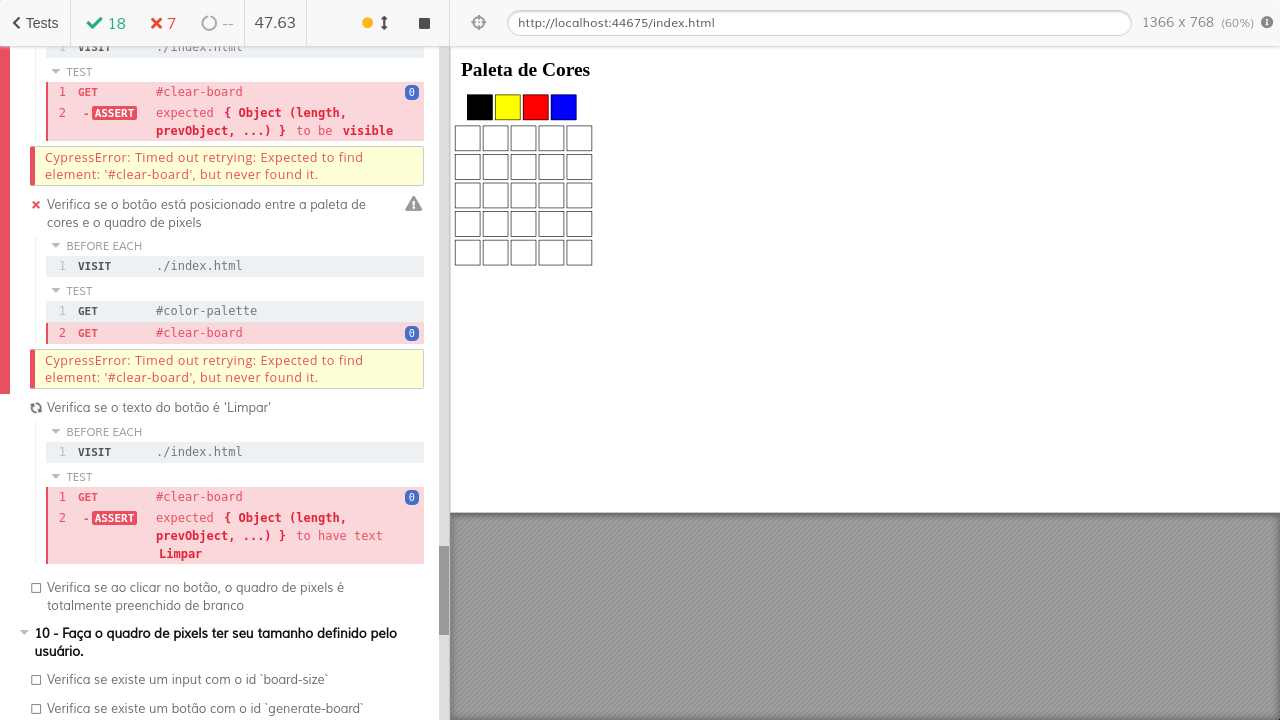 Tests
18
7
--
47.63
http://localhost:44675/index.html
1366 x 768 (60%)
1 VISIT ./index.html
TEST
1 GET #clear-board 0
2 -ASSERT expected { Object (length,
prevObject, ...) } to be visible
CypressError: Timed out retrying: Expected to find
element: '#clear-board', but never found it.
Verifica se o botão está posicionado entre a paleta de
cores e o quadro de pixels
BEFORE EACH
1 VISIT ./index.html
TEST
1 GET #color-palette
2 GET #clear-board 0
CypressError: Timed out retrying: Expected to find
element: '#clear-board', but never found it.
Verifica se o texto do botão é 'Limpar'
BEFORE EACH
1 VISIT ./index.html
TEST
1 GET #clear-board 0
2 -ASSERT expected { Object (length,
prevObject, ...) } to have text
Limpar
Verifica se ao clicar no botão, o quadro de pixels é
totalmente preenchido de branco
10 - Faça o quadro de pixels ter seu tamanho definido pelo
usuário.
Verifica se existe um input com o id `board-size`
Verifica se existe um botão com o id `generate-board`
Paleta de Cores